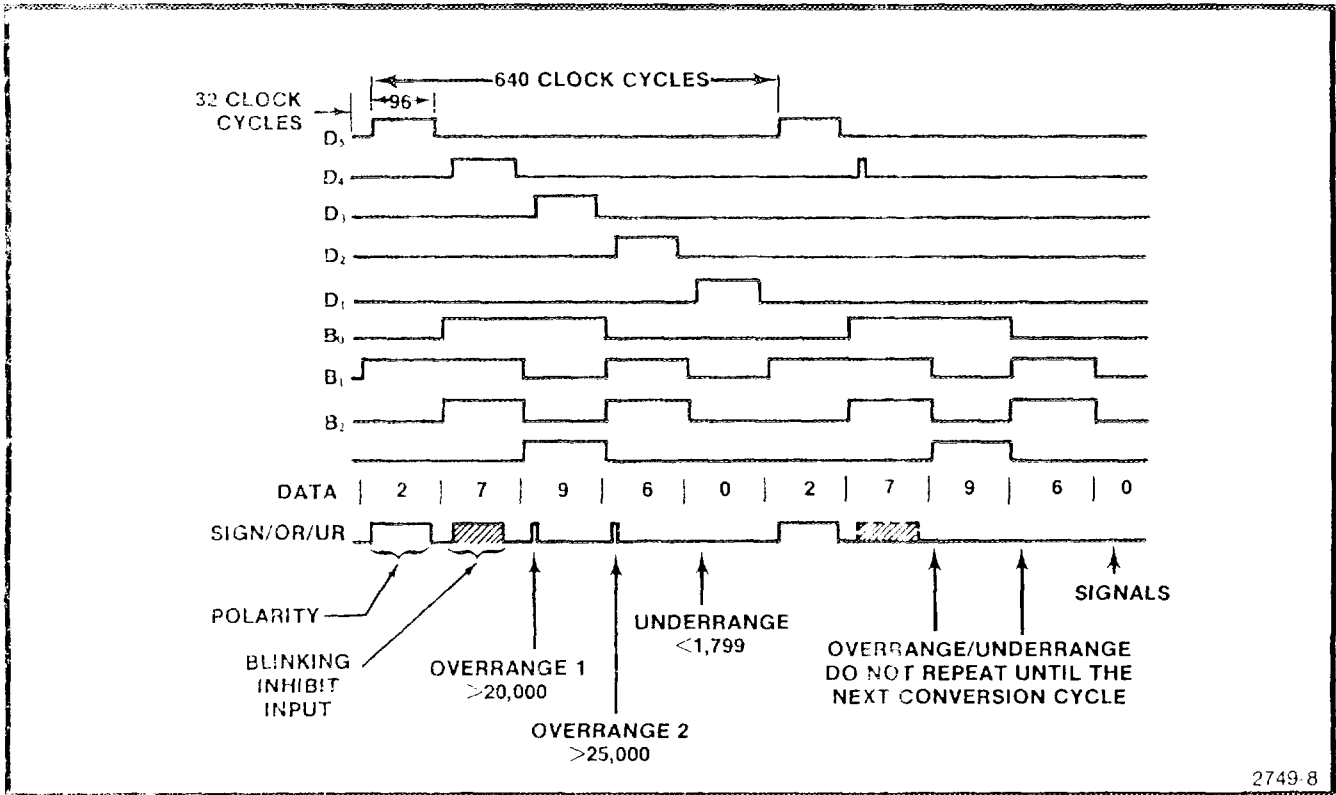 640 CLOCK CYCLES
32 CLOCK
CYCLES
96
D₅
D₄
D₃
D₂
D₁
B₀
B₁
B₂
DATA | 2 | 7 | 9 | 6 | 0 | 2 | 7 | 9 | 6 | 0
SIGN/OR/UR
POLARITY
BLINKING
INHIBIT
INPUT
OVERRANGE 1
>20,000
OVERRANGE 2
>25,000
UNDERRANGE
<1,799
OVERRANGE/UNDERRANGE
DO NOT REPEAT UNTIL THE
NEXT CONVERSION CYCLE
SIGNALS
2749-8